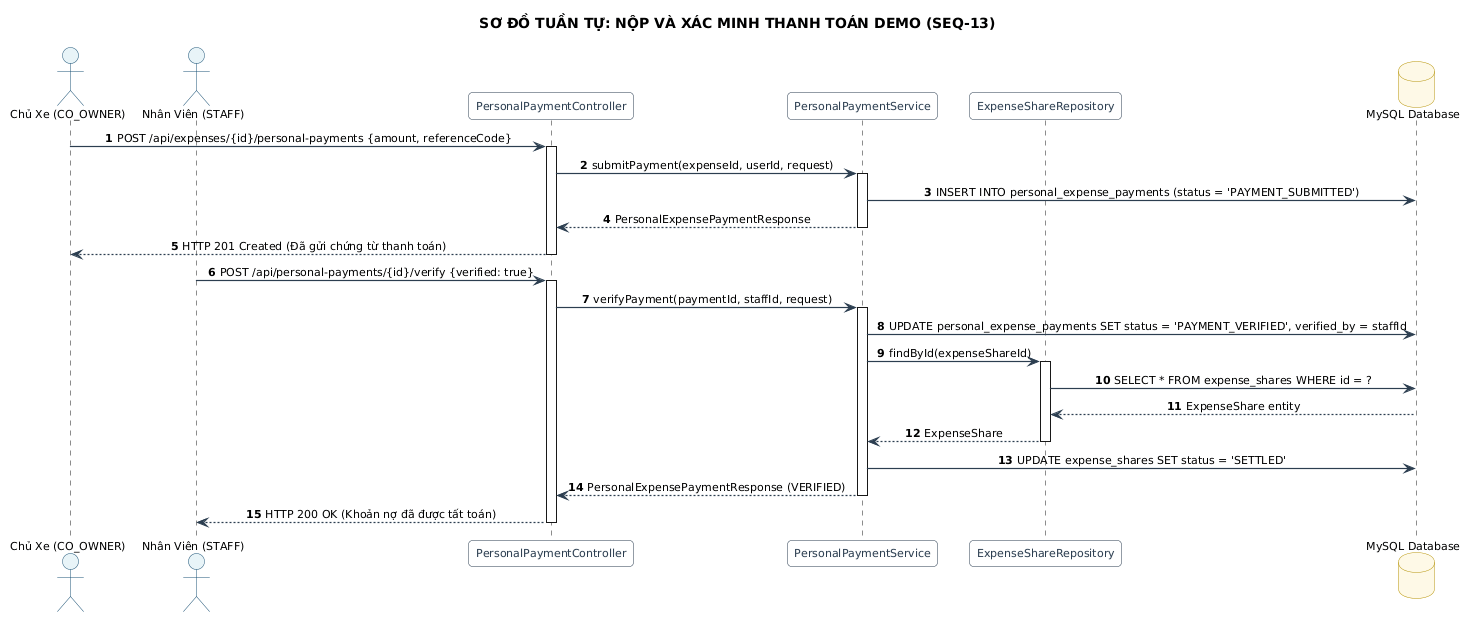 SƠ ĐỒ TUẦN TỰ: NỘP VÀ XÁC MINH THANH TOÁN DEMO (SEQ-13)
Chủ Xe (CO_OWNER)
Nhân Viên (STAFF)
PersonalPaymentController
PersonalPaymentService
ExpenseShareRepository
MySQL Database
1 POST /api/expenses/{id}/personal-payments {amount, referenceCode}
2 submitPayment(expenseId, userId, request)
3 INSERT INTO personal_expense_payments (status = 'PAYMENT_SUBMITTED')
4 PersonalExpensePaymentResponse
5 HTTP 201 Created (Đã gửi chứng từ thanh toán)
6 POST /api/personal-payments/{id}/verify {verified: true}
7 verifyPayment(paymentId, staffId, request)
8 UPDATE personal_expense_payments SET status = 'PAYMENT_VERIFIED', verified_by = staffId
9 findById(expenseShareId)
10 SELECT * FROM expense_shares WHERE id = ?
11 ExpenseShare entity
12 ExpenseShare
13 UPDATE expense_shares SET status = 'SETTLED'
14 PersonalExpensePaymentResponse (VERIFIED)
15 HTTP 200 OK (Khoản nợ đã được tất toán)
Chủ Xe (CO_OWNER)
Nhân Viên (STAFF)
PersonalPaymentController
PersonalPaymentService
ExpenseShareRepository
MySQL Database